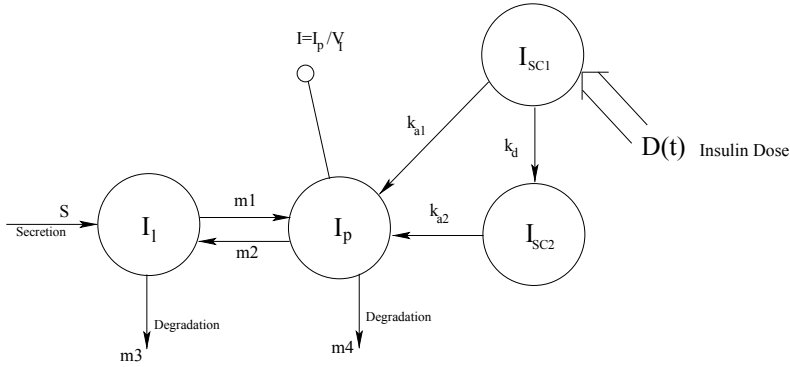 I=I_p/V_I
I_SC1
k_a1
k_d
D(t) Insulin Dose
S
Secretion
m1
I_l
I_p
k_a2
I_SC2
m2
Degradation
Degradation
m3
m4